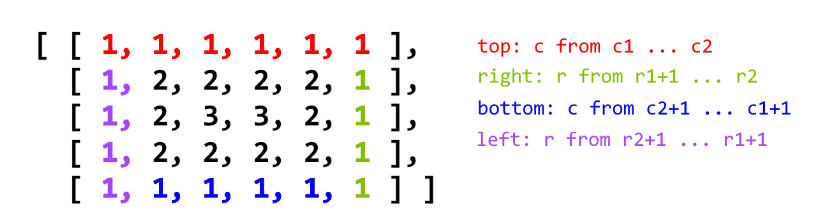 [ [ 1, 1, 1, 1, 1, 1 ],
[ 1, 2, 2, 2, 2, 1 ],
[ 1, 2, 3, 3, 2, 1 ],
[ 1, 2, 2, 2, 2, 1 ],
[ 1, 1, 1, 1, 1, 1 ] ]
top: c from c1 ... c2
right: r from r1+1 ... r2
bottom: c from c2+1 ... c1+1
left: r from r2+1 ... r1+1